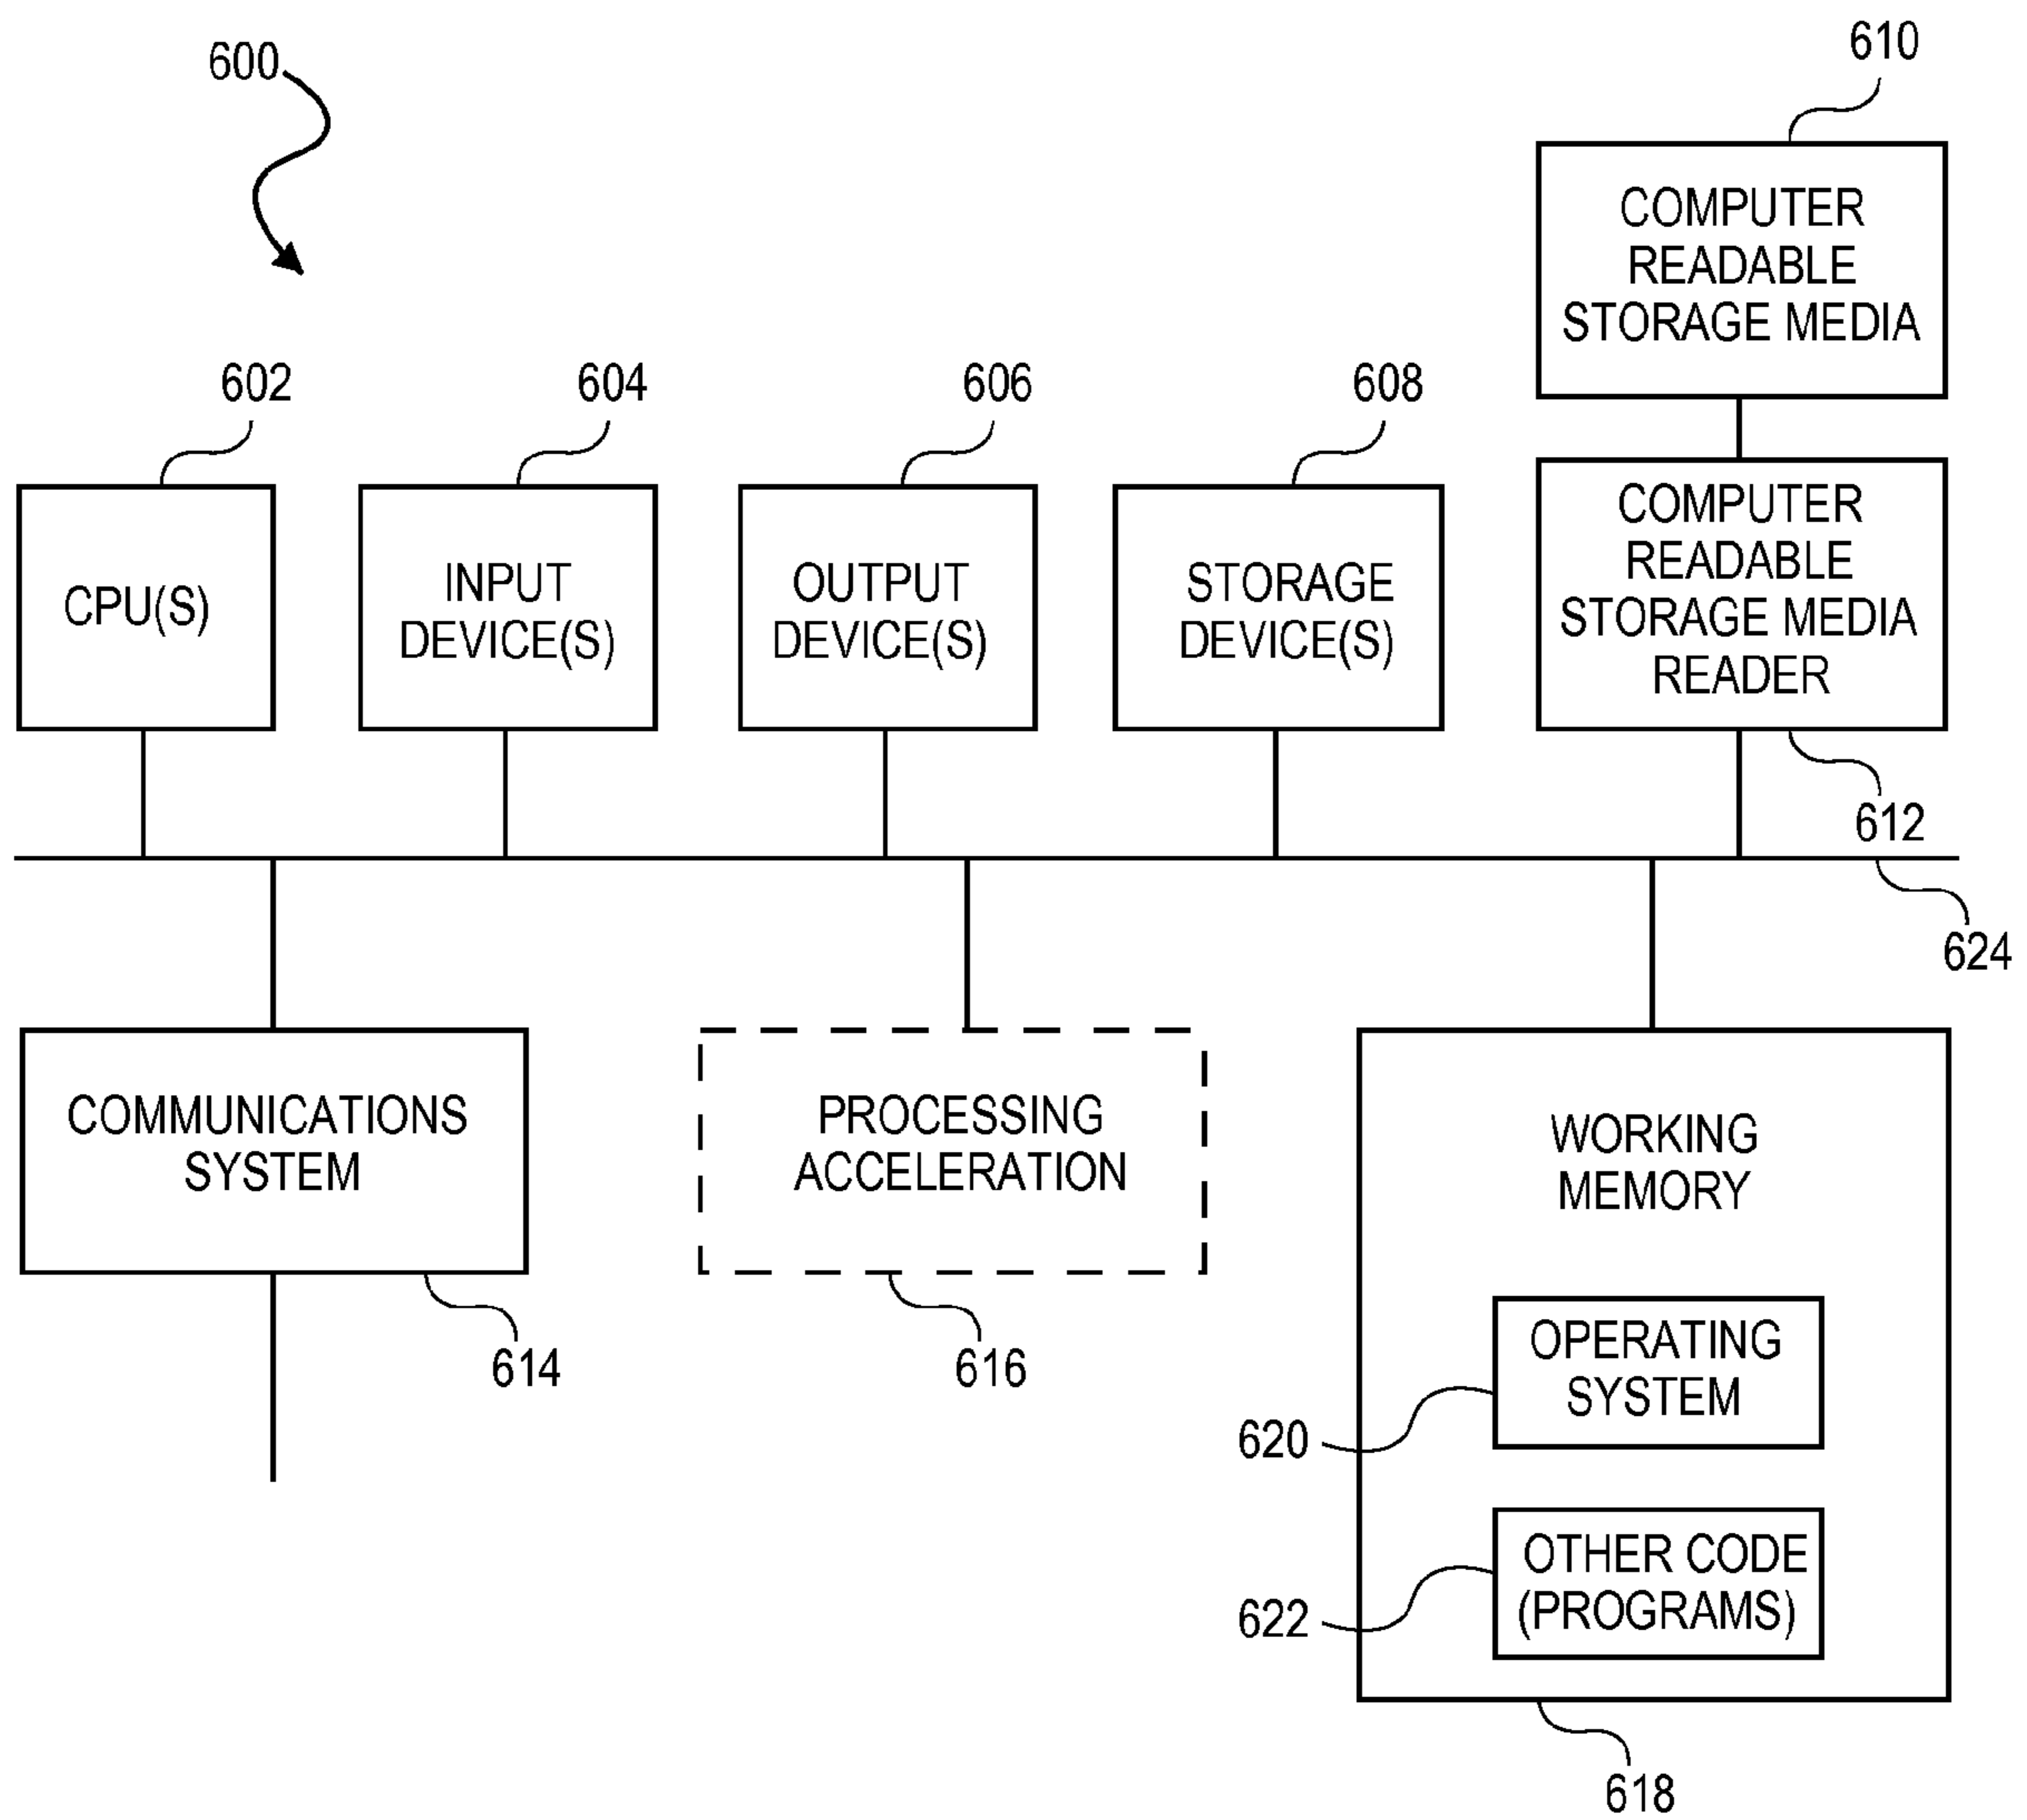 600
610
COMPUTER
READABLE
STORAGE MEDIA
602
604
606
608
CPU(S)
INPUT
DEVICE(S)
OUTPUT
DEVICE(S)
STORAGE
DEVICE(S)
COMPUTER
READABLE
STORAGE MEDIA
READER
612
624
COMMUNICATIONS
SYSTEM
614
PROCESSING
ACCELERATION
616
WORKING
MEMORY
OPERATING
SYSTEM
620
OTHER CODE
(PROGRAMS)
622
618